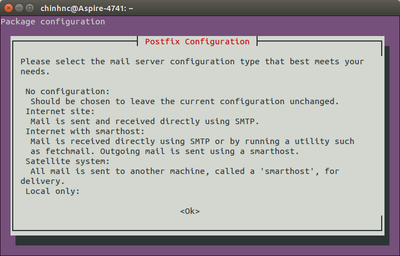 chinhnc@Aspire-4741: ~
Package configuration
Postfix Configuration
Please select the mail server configuration type that best meets your
needs.
No configuration:
Should be chosen to leave the current configuration unchanged.
Internet site:
Mail is sent and received directly using SMTP.
Internet with smarthost:
Mail is received directly using SMTP or by running a utility such
as fetchmail. Outgoing mail is sent using a smarthost.
Satellite system:
All mail is sent to another machine, called a 'smarthost', for
delivery.
Local only:
<Ok>